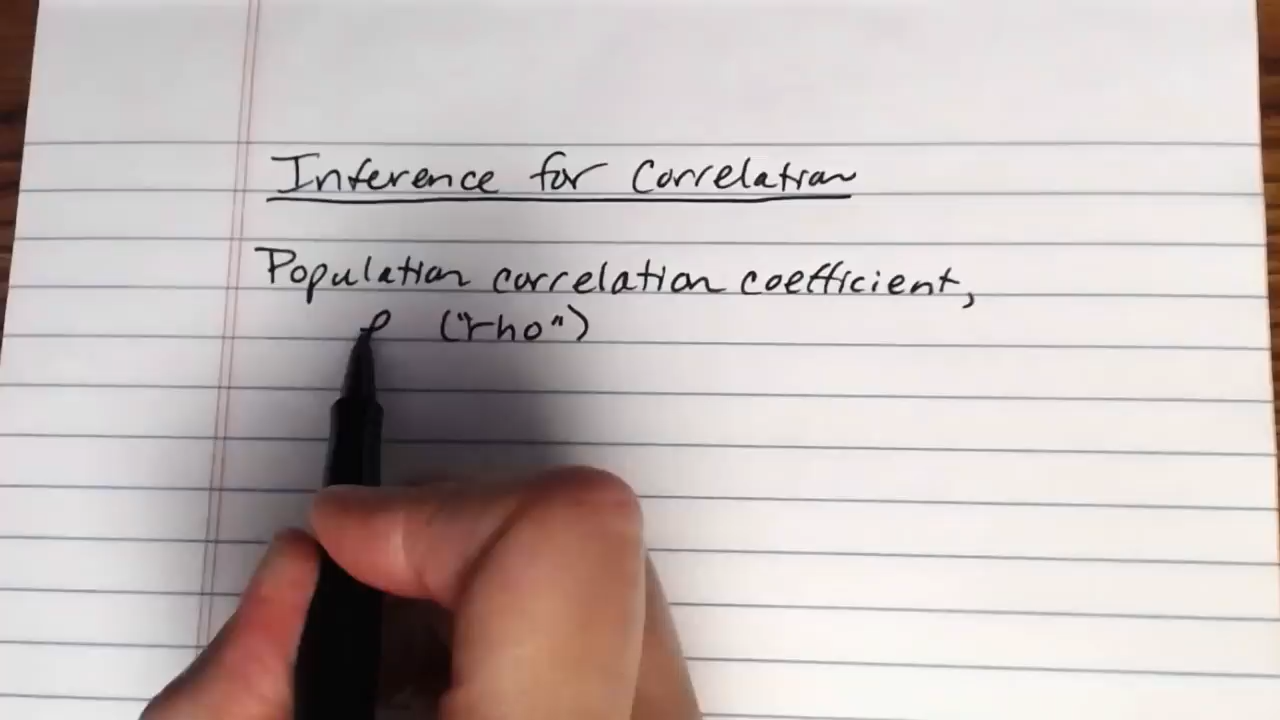 Inference for Correlation
Population correlation coefficient,
ρ ("rho")